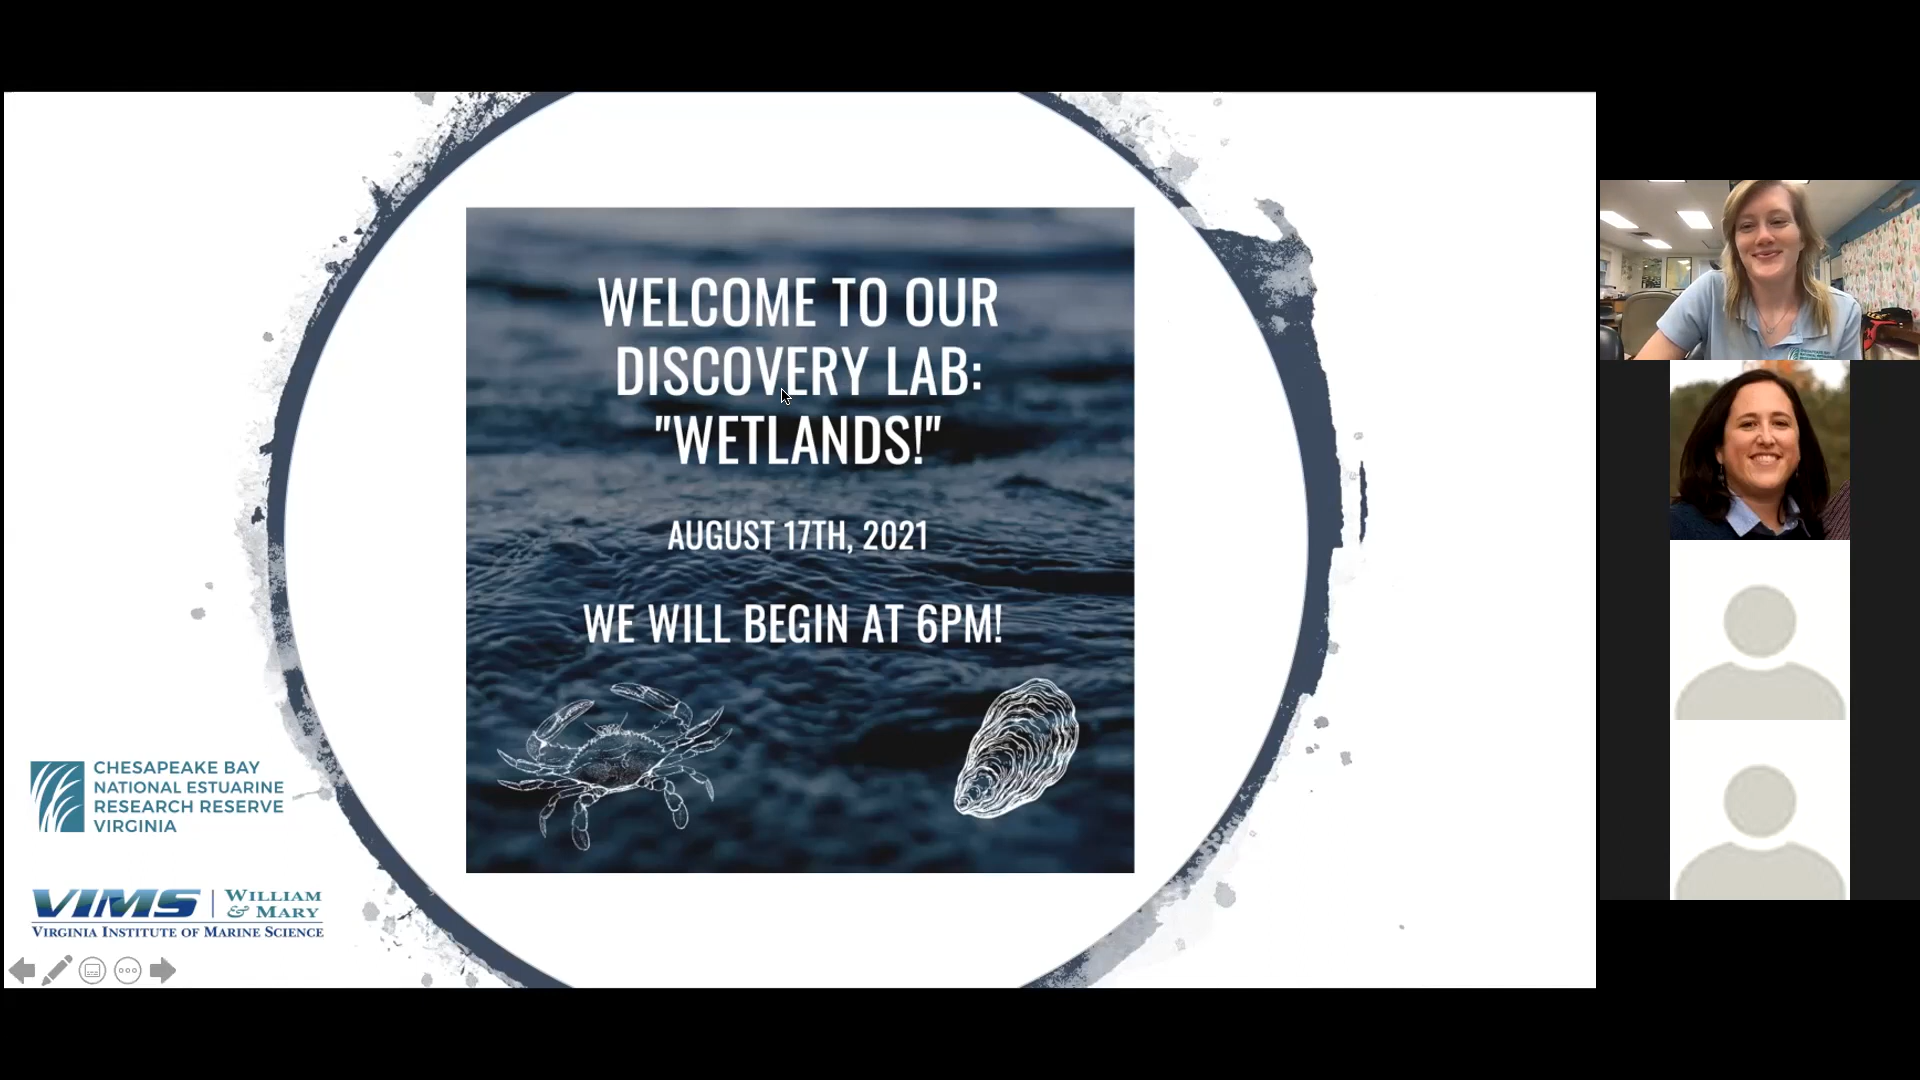 WELCOME TO OUR
DISCOVERY LAB:
"WETLANDS!"
AUGUST 17TH, 2021
WE WILL BEGIN AT 6PM!
CHESAPEAKE BAY
NATIONAL ESTUARINE
RESEARCH RESERVE
VIRGINIA
VIMS | WILLIAM
& MARY
VIRGINIA INSTITUTE OF MARINE SCIENCE